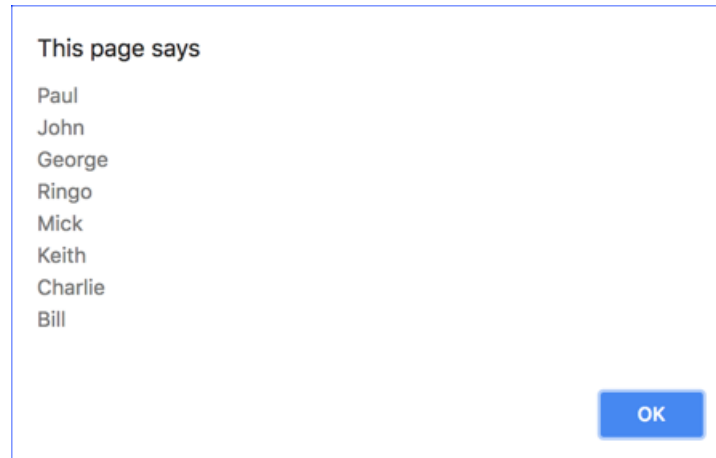 This page says
Paul
John
George
Ringo
Mick
Keith
Charlie
Bill
OK